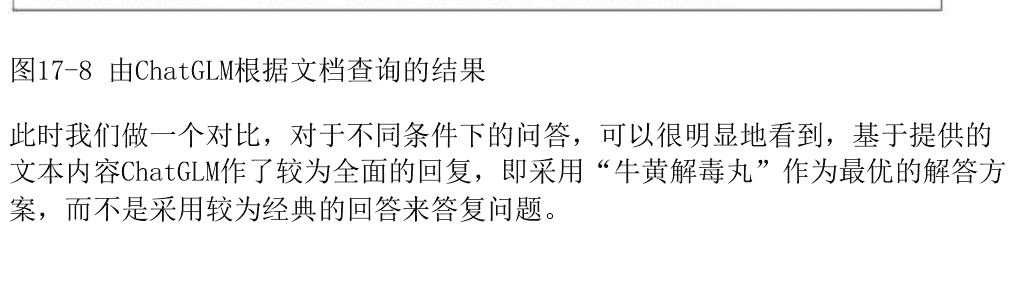 图17-8 由ChatGLM根据文档查询的结果
此时我们做一个对比，对于不同条件下的问答，可以很明显地看到，基于提供的
文本内容ChatGLM作了较为全面的回复，即采用“牛黄解毒丸”作为最优的解答方
案，而不是采用较为经典的回答来答复问题。